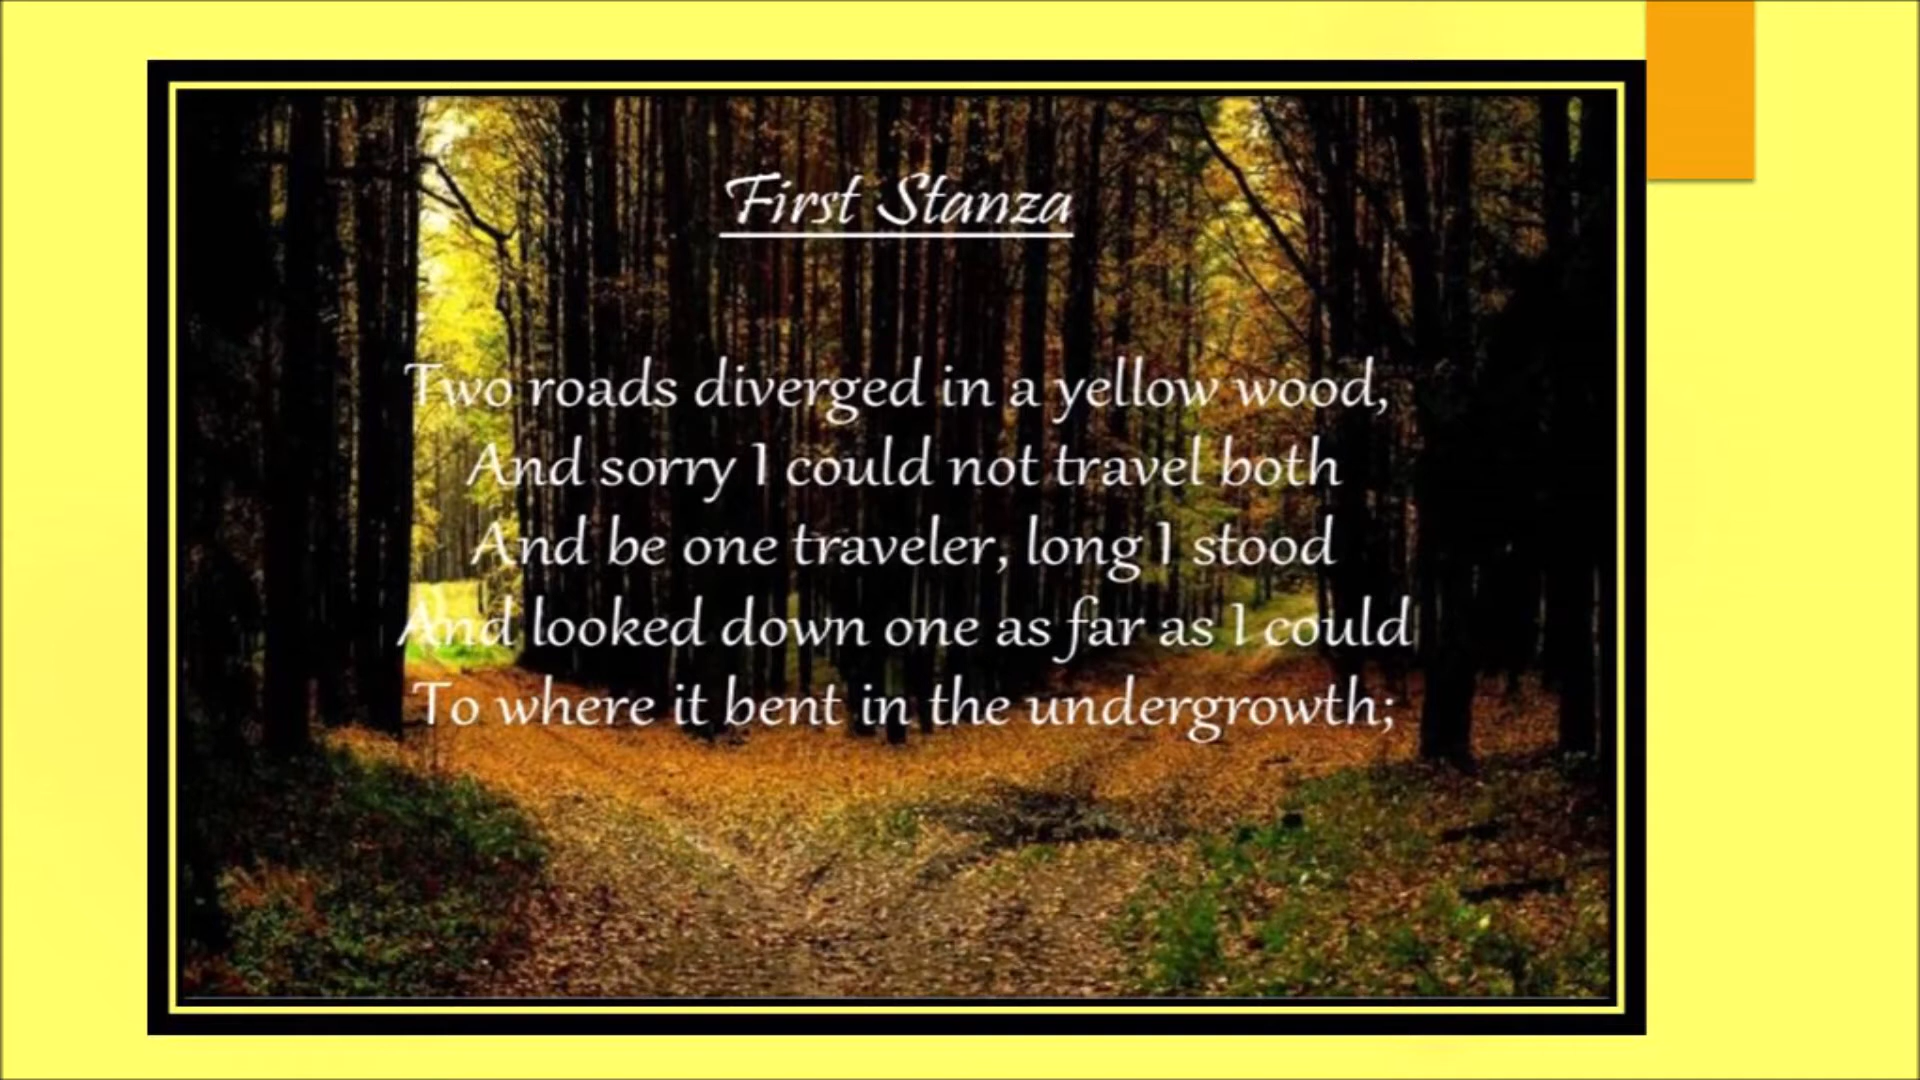 First Stanza
Two roads diverged in a yellow wood,
And sorry I could not travel both
And be one traveler, long I stood
And looked down one as far as I could
To where it bent in the undergrowth;